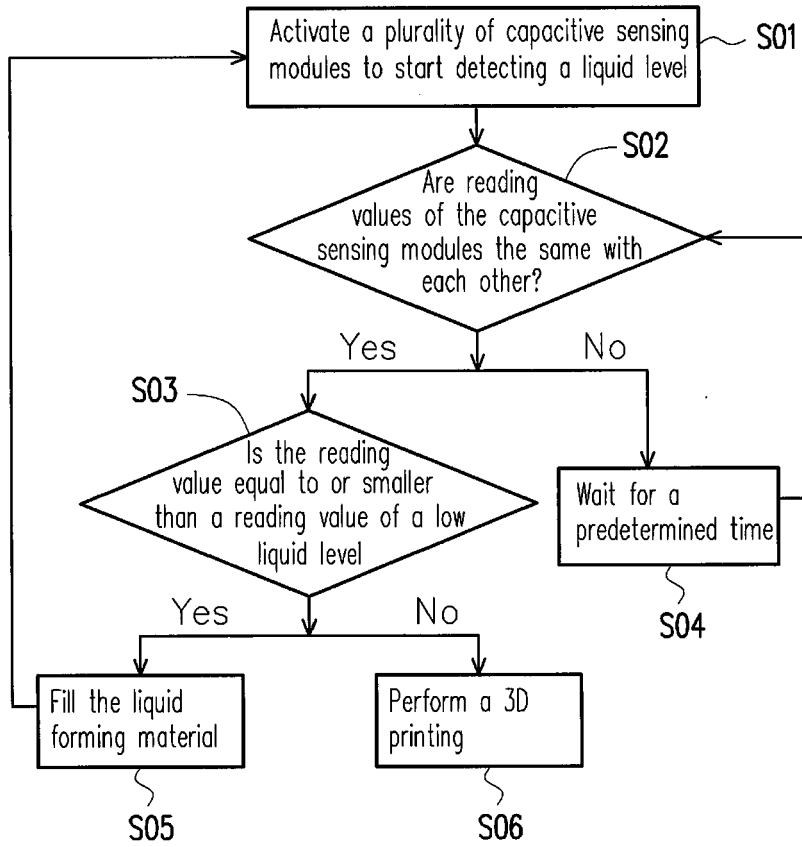 Activate a plurality of capacitive sensing
modules to start detecting a liquid level
S01
S02
Are reading
values of the capacitive
sensing modules the same with
each other?
Yes
No
S03
Is the reading
value equal to or smaller
than a reading value of a low
liquid level
Wait for a
predetermined time
S04
Yes
No
Fill the liquid
forming material
Perform a 3D
printing
S05
S06